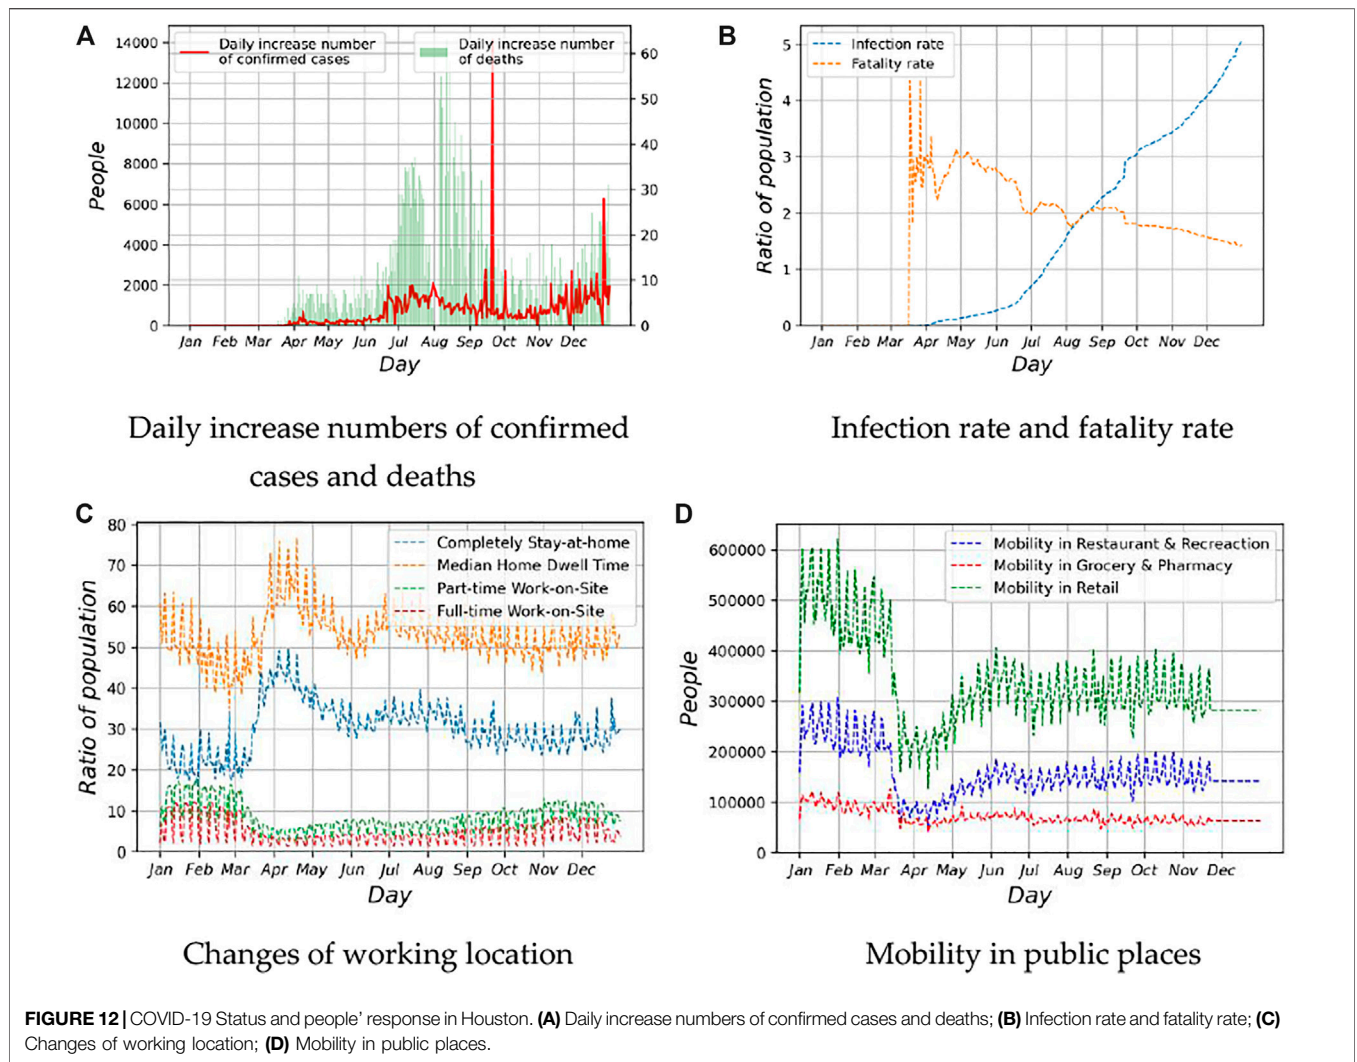 A
Daily increase number
of confirmed cases
Daily increase number
of deaths
People
14000
12000
10000
8000
6000
4000
2000
0
60
50
40
30
20
10
0
Jan Feb Mar Apr May Jun Jul Aug Sep Oct Nov Dec
Day
Daily increase numbers of confirmed
cases and deaths
B
Infection rate
Fatality rate
Ratio of population
5
4
3
2
1
0
Jan Feb Mar Apr May Jun Jul Aug Sep Oct Nov Dec
Day
Infection rate and fatality rate
C
Completely Stay-at-home
Median Home Dwell Time
Part-time Work-on-Site
Full-time Work-on-Site
Ratio of population
80
70
60
50
40
30
20
10
0
Jan Feb Mar Apr May Jun Jul Aug Sep Oct Nov Dec
Day
Changes of working location
D
Mobility in Restaurant & Recreaction
Mobility in Grocery & Pharmacy
Mobility in Retail
People
600000
500000
400000
300000
200000
100000
0
Jan Feb Mar Apr May Jun Jul Aug Sep Oct Nov Dec
Day
Mobility in public places
FIGURE 12 | COVID-19 Status and people' response in Houston. (A) Daily increase numbers of confirmed cases and deaths; (B) Infection rate and fatality rate; (C)
Changes of working location; (D) Mobility in public places.